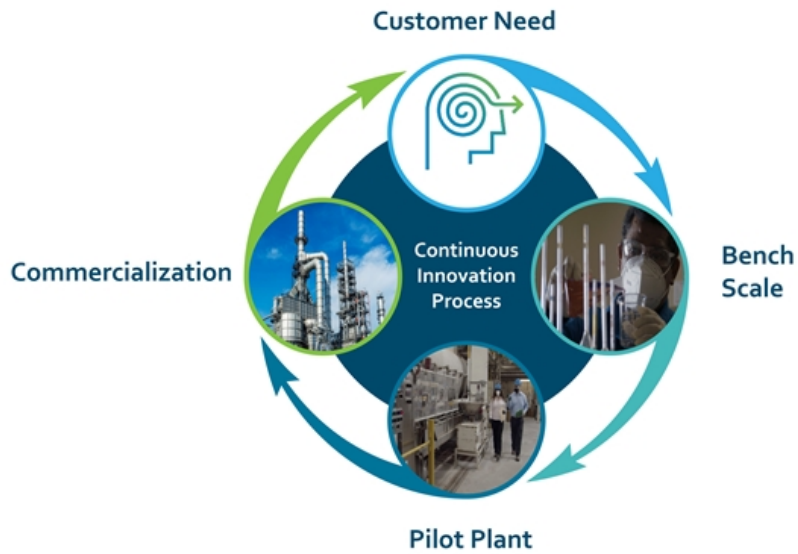 Customer Need
Continuous
Innovation
Process
Bench
Scale
Commercialization
Pilot Plant